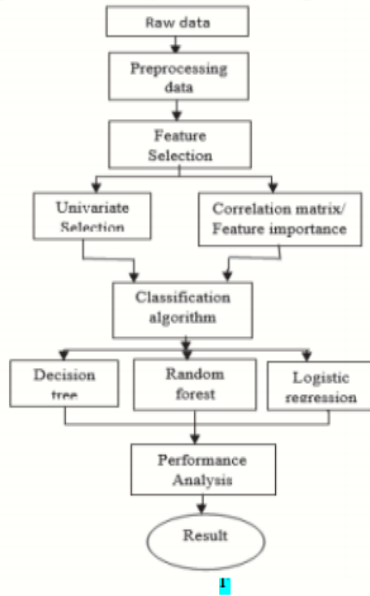 Raw data
Preprocessing
data
Feature
Selection
Univariate
Selection
Correlation matrix/
Feature importance
Classification
algorithm
Decision
tree
Random
forest
Logistic
regression
Performance
Analysis
Result
1